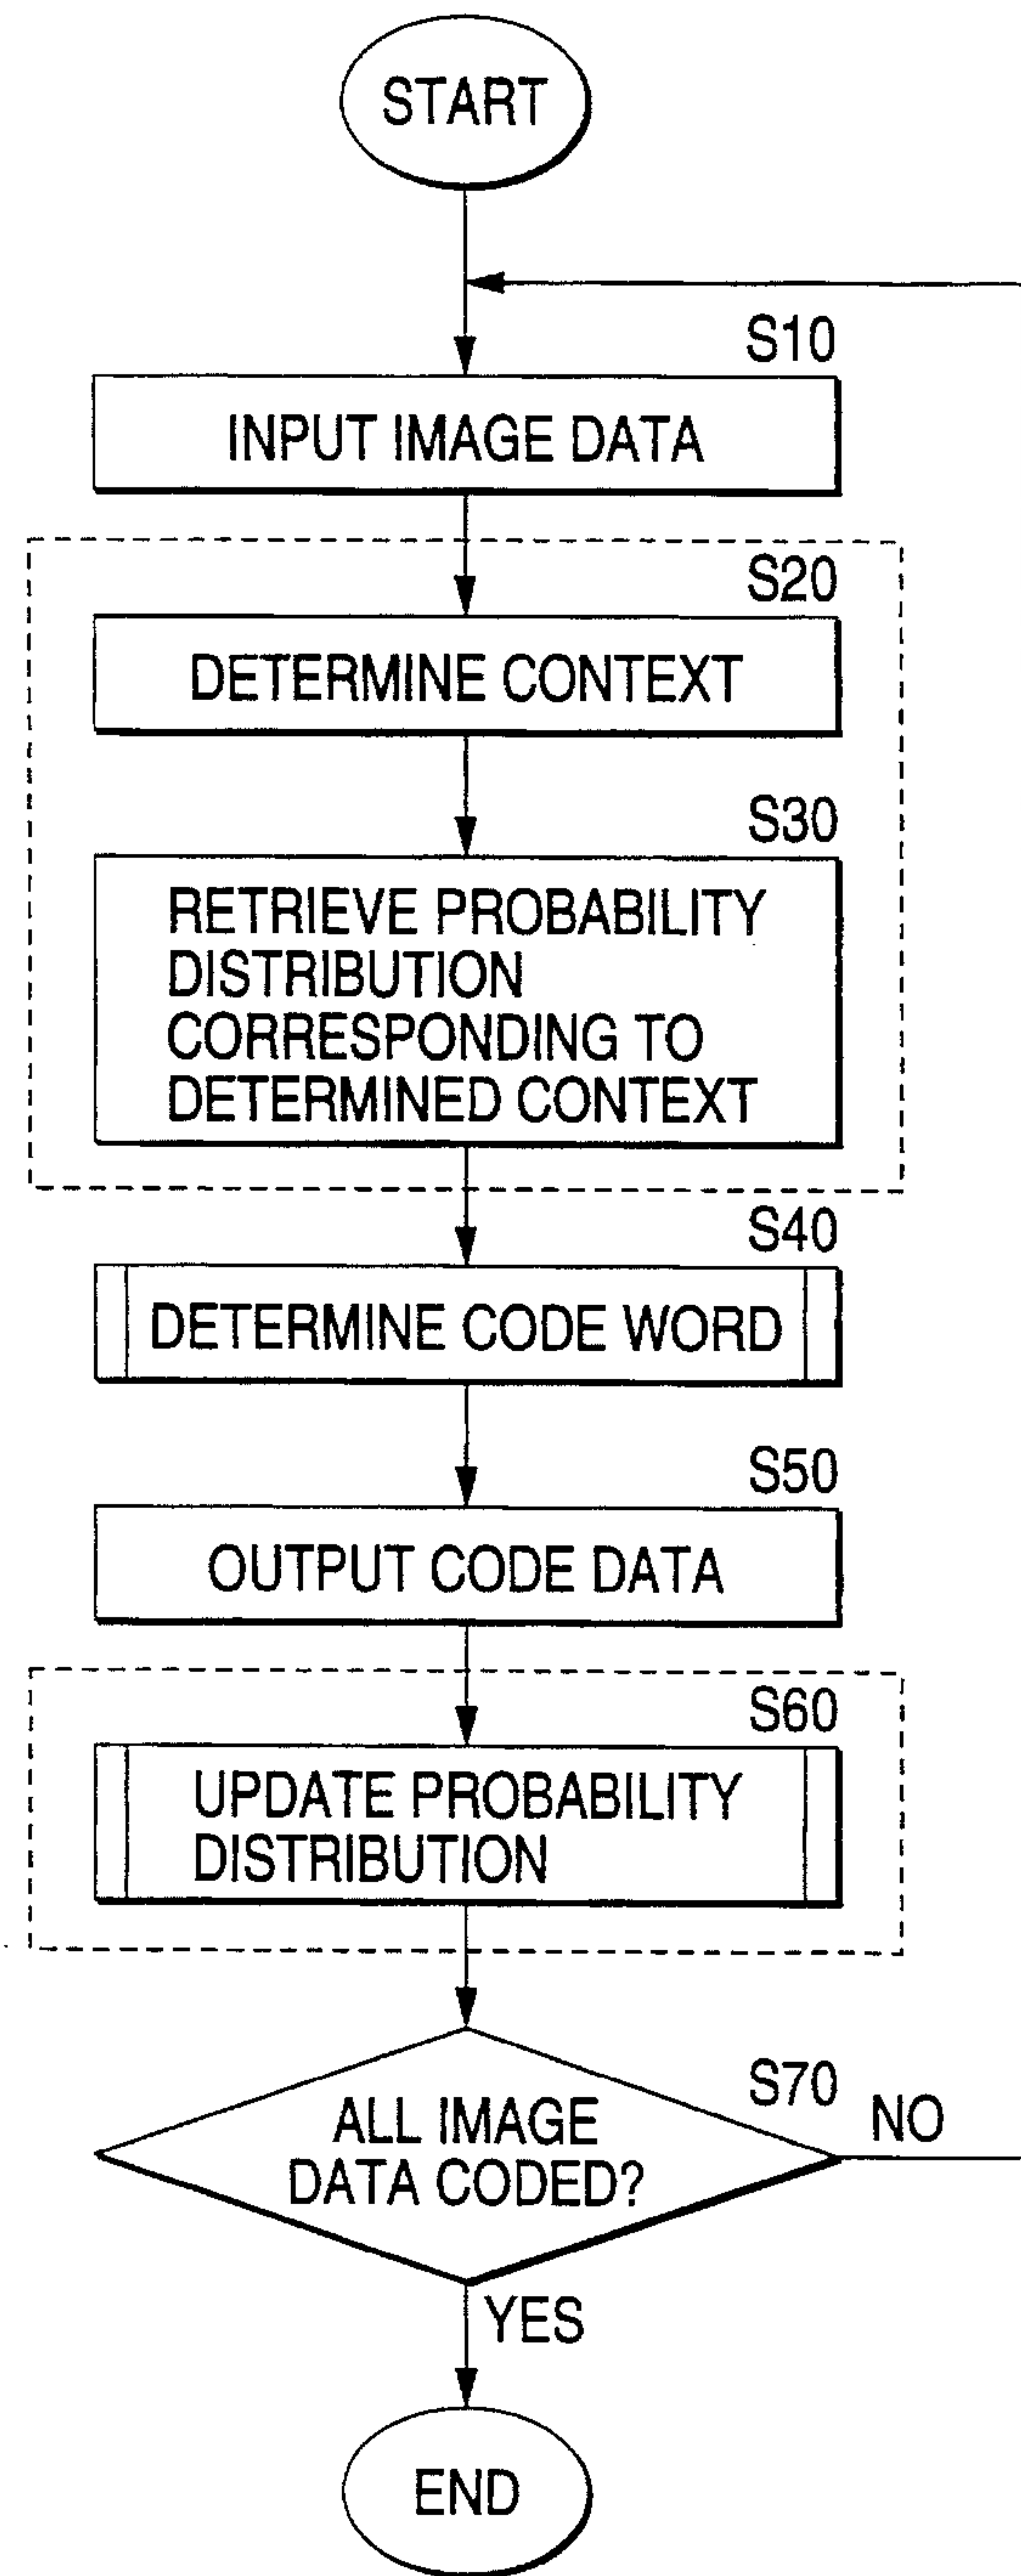 START
S10
INPUT IMAGE DATA
S20
DETERMINE CONTEXT
S30
RETRIEVE PROBABILITY
DISTRIBUTION
CORRESPONDING TO
DETERMINED CONTEXT
S40
DETERMINE CODE WORD
S50
OUTPUT CODE DATA
S60
UPDATE PROBABILITY
DISTRIBUTION
S70
ALL IMAGE
DATA CODED?
NO
YES
END